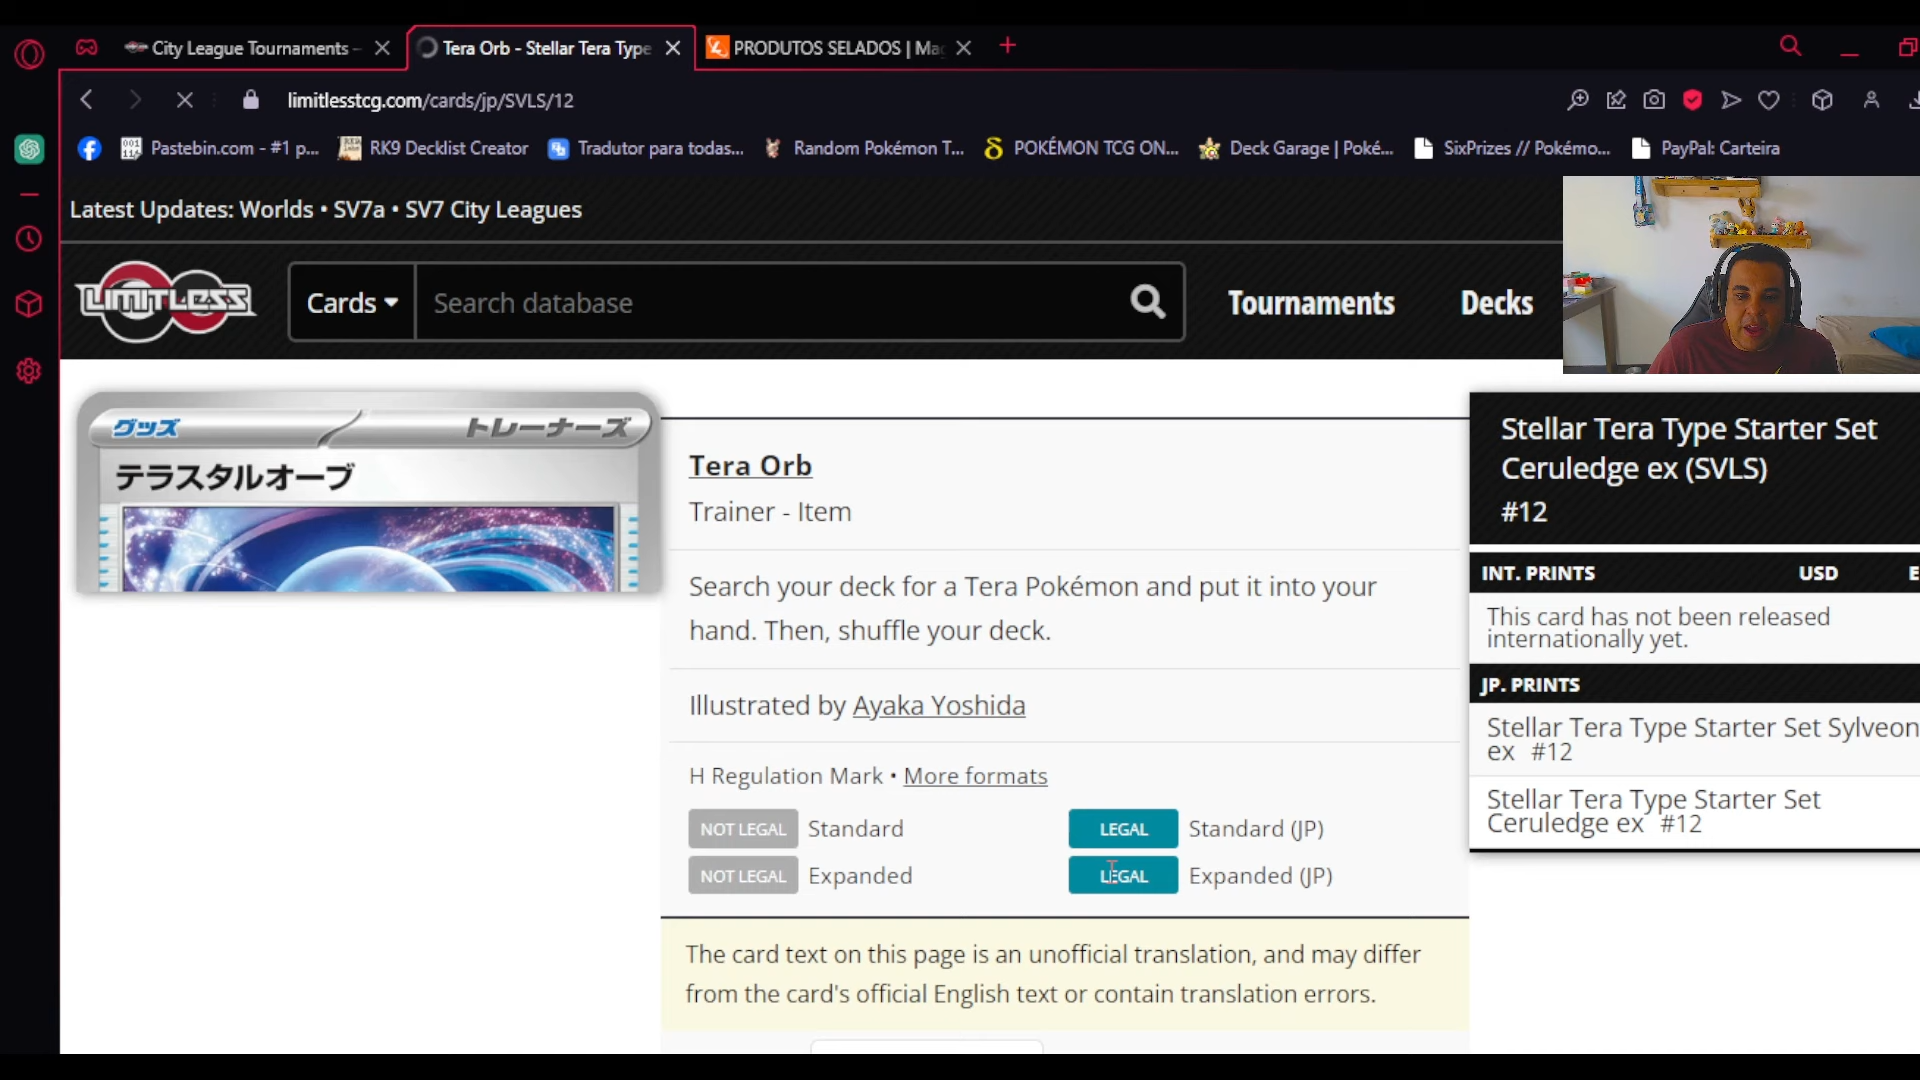 City League Tournaments –
Tera Orb - Stellar Tera Type
PRODUTOS SELADOS | Mag
limitlesstcg.com/cards/jp/SVLS/12
Pastebin.com - #1 p...
RK9 Decklist Creator
Tradutor para todas...
Random Pokémon T...
POKÉMON TCG ON...
Deck Garage | Poké...
SixPrizes // Pokémo...
PayPal: Carteira
Latest Updates: Worlds • SV7a • SV7 City Leagues
LIMITLESS
Cards
Search database
Tournaments
Decks
グッズ
トレーナーズ
テラスタルオーブ
Tera Orb
Trainer - Item
Search your deck for a Tera Pokémon and put it into your
hand. Then, shuffle your deck.
Illustrated by Ayaka Yoshida
H Regulation Mark • More formats
NOT LEGAL Standard LEGAL Standard (JP)
NOT LEGAL Expanded LEGAL Expanded (JP)
The card text on this page is an unofficial translation, and may differ
from the card's official English text or contain translation errors.
Stellar Tera Type Starter Set
Ceruledge ex (SVLS)
#12
INT. PRINTS USD E
This card has not been released
internationally yet.
JP. PRINTS
Stellar Tera Type Starter Set Sylveon
ex #12
Stellar Tera Type Starter Set
Ceruledge ex #12